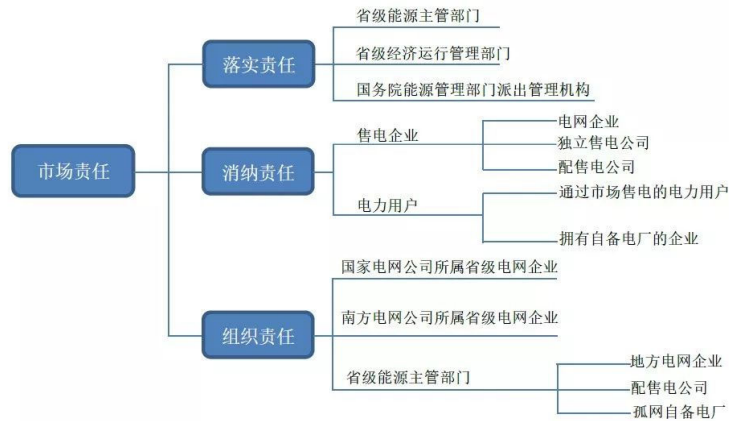 市场责任
落实责任
省级能源主管部门
省级经济运行管理部门
国务院能源管理部门派出管理机构
消纳责任
售电企业
电网企业
独立售电公司
配售电公司
电力用户
通过市场售电的电力用户
拥有自备电厂的企业
组织责任
国家电网公司所属省级电网企业
南方电网公司所属省级电网企业
省级能源主管部门
地方电网企业
配售电公司
孤网自备电厂